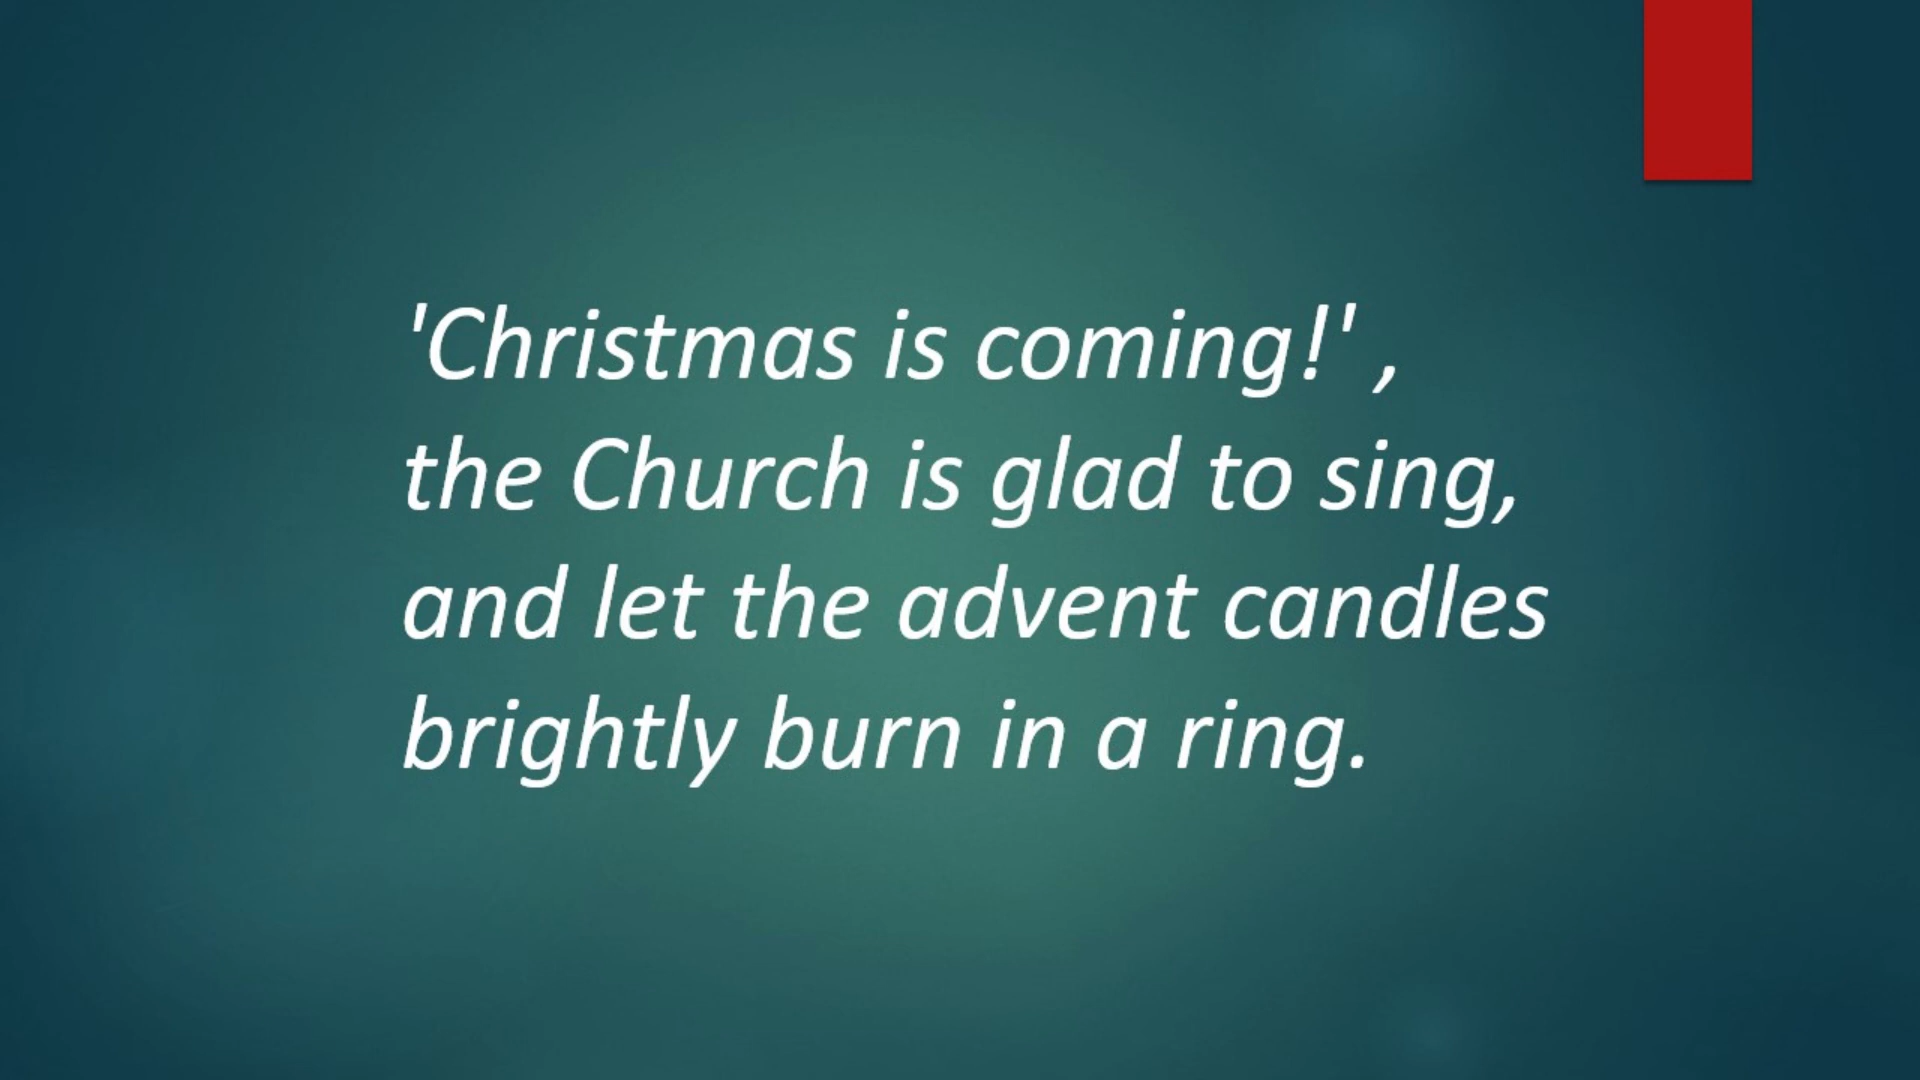 'Christmas is coming!' ,
the Church is glad to sing,
and let the advent candles
brightly burn in a ring.